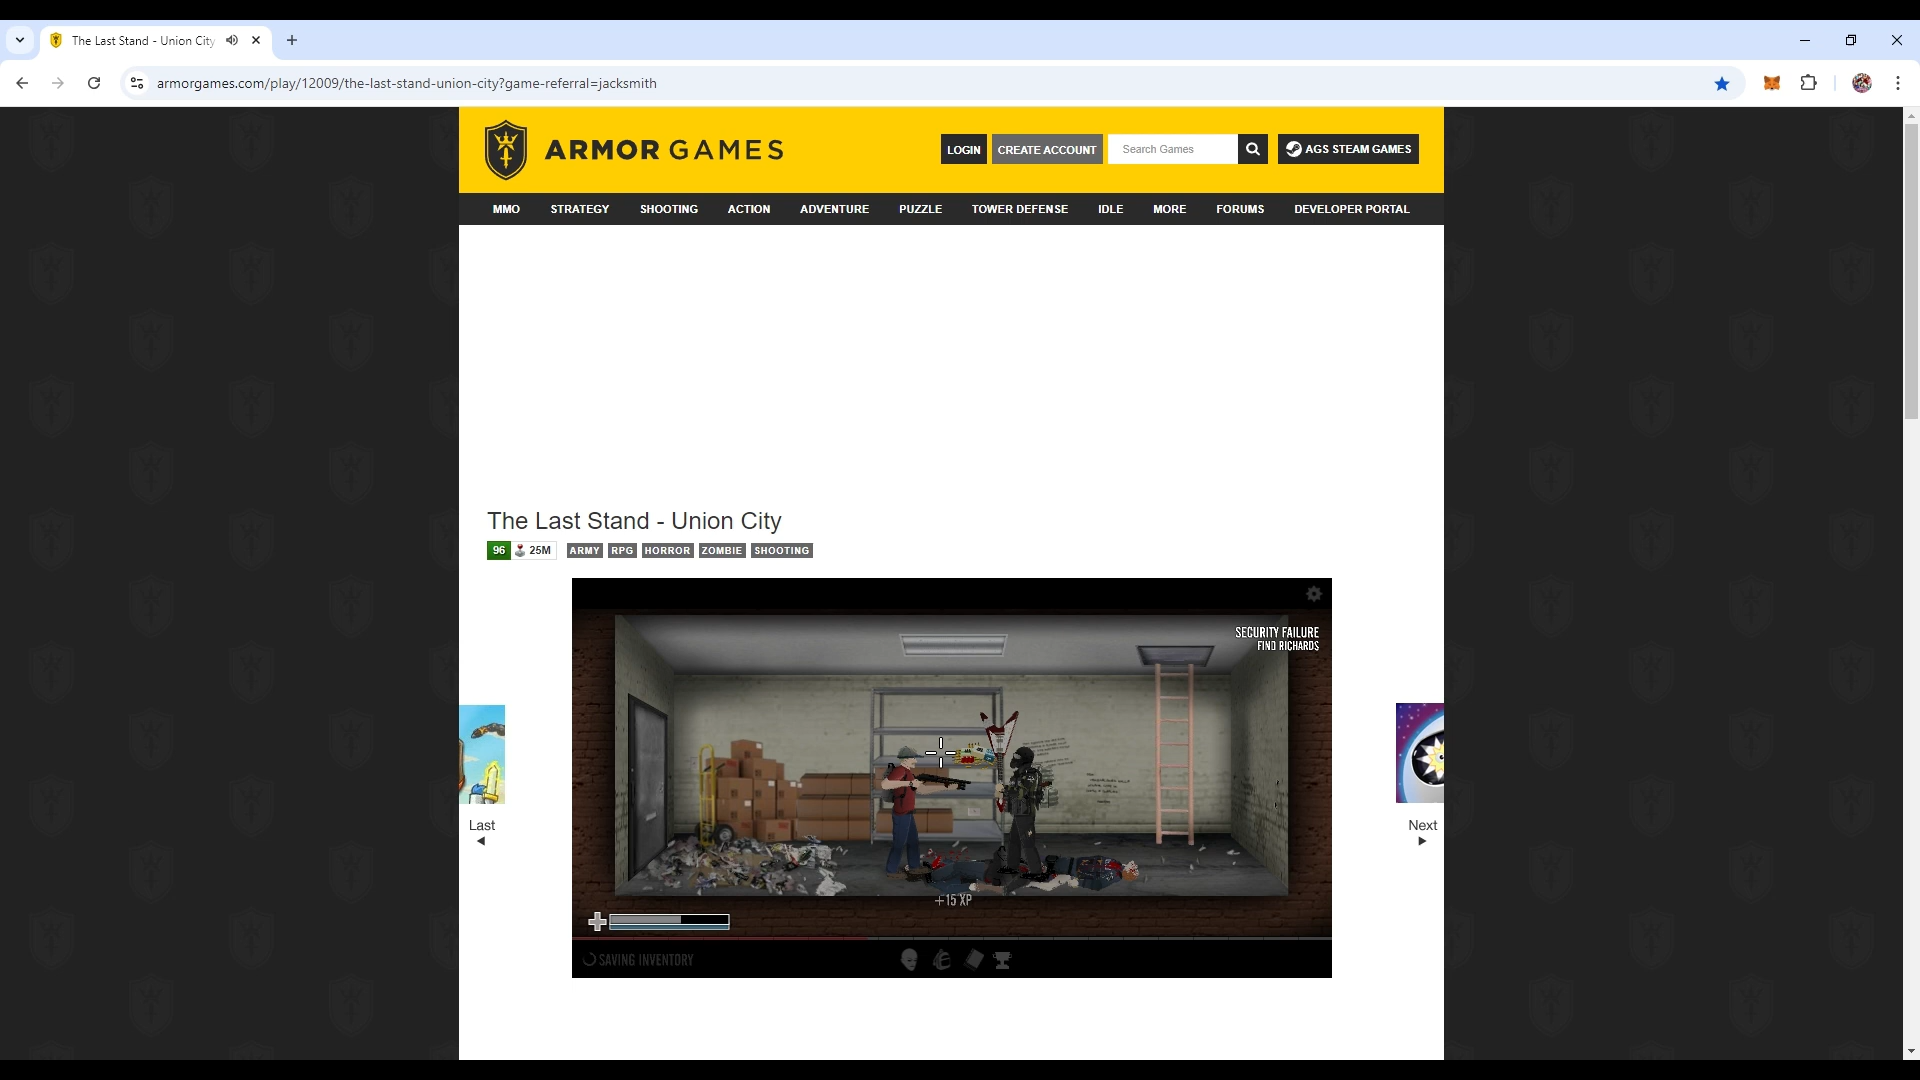 The Last Stand - Union City
armorgames.com/play/12009/the-last-stand-union-city?game-referral=jacksmith
ARMOR GAMES
LOGIN
CREATE ACCOUNT
Search Games
AGS STEAM GAMES
MMO
STRATEGY
SHOOTING
ACTION
ADVENTURE
PUZZLE
TOWER DEFENSE
IDLE
MORE
FORUMS
DEVELOPER PORTAL
The Last Stand - Union City
96
25M
ARMY
RPG
HORROR
ZOMBIE
SHOOTING
SECURITY FAILURE
FIND RICHARDS
Last
Next
+15 XP
SAVING INVENTORY